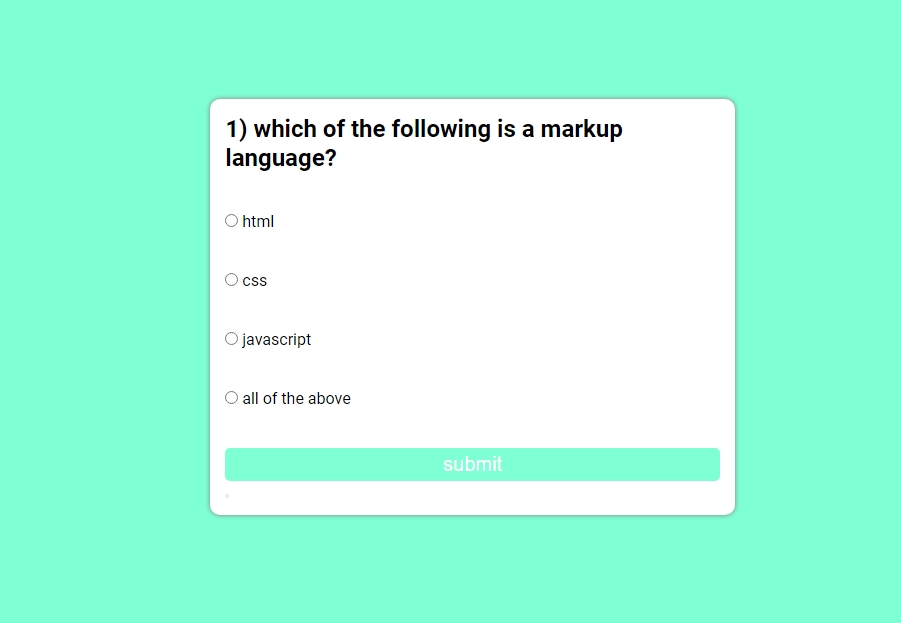 1) which of the following is a markup
language?
html
css
javascript
all of the above
submit